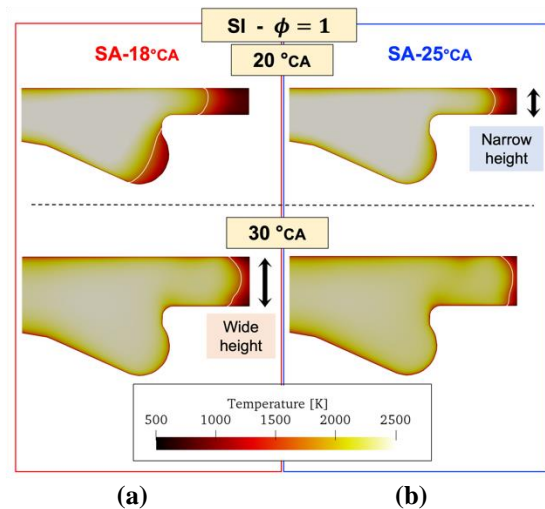 SI - ϕ = 1
SA-18°CA
20 °CA
SA-25°CA
Narrow
height
30 °CA
Wide
height
Temperature [K]
500 1000 1500 2000 2500
(a) (b)